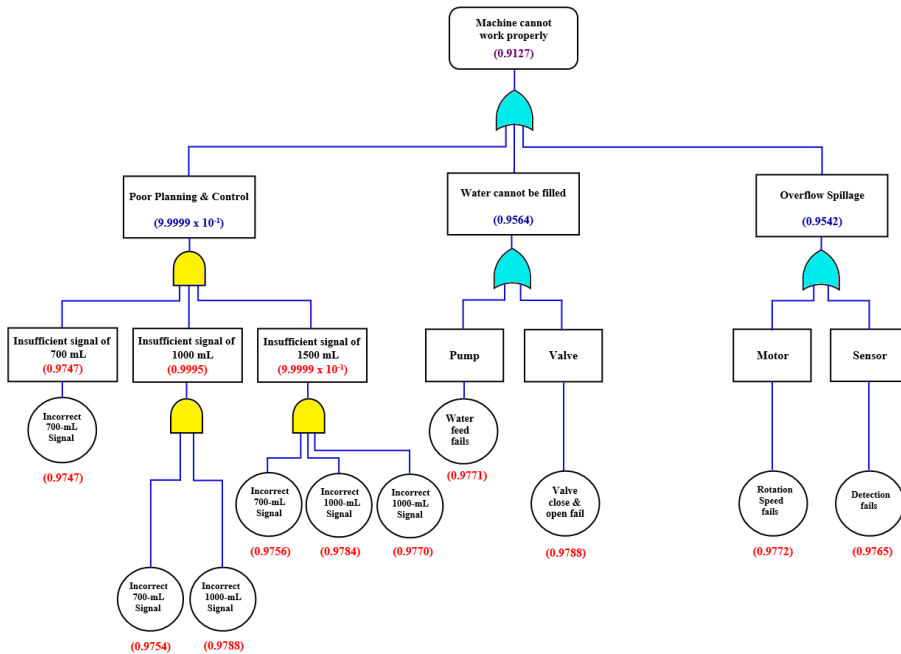 Machine cannot
work properly
(0.9127)
Poor Planning & Control
(9.9999 x 10⁻¹)
Water cannot be filled
(0.9564)
Overflow Spillage
(0.9542)
Insufficient signal of
700 mL
(0.9747)
Insufficient signal of
1000 mL
(0.9995)
Insufficient signal of
1500 mL
(9.9999 x 10⁻¹)
Pump
Valve
Motor
Sensor
Incorrect
700-mL
Signal
(0.9747)
Water
feed
fails
(0.9771)
Incorrect
700-mL
Signal
(0.9756)
Incorrect
1000-mL
Signal
(0.9784)
Incorrect
1000-mL
Signal
(0.9770)
Valve
close &
open fail
(0.9788)
Rotation
Speed
fails
(0.9772)
Detection
fails
(0.9765)
Incorrect
700-mL
Signal
(0.9754)
Incorrect
1000-mL
Signal
(0.9788)